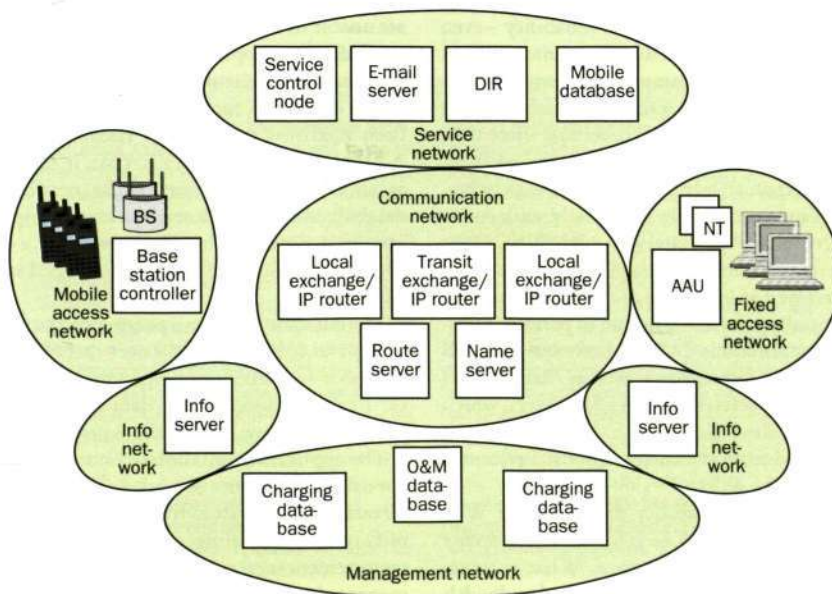 Service
control
node
E-mail
server
DIR
Mobile
database
Service
network
BS
Base
station
controller
Mobile
access
network
Communication
network
Local
exchange/
IP router
Transit
exchange/
IP router
Local
exchange/
IP router
Route
server
Name
server
NT
AAU
Fixed
access
network
Info
server
Info
net-
work
Info
server
Info
net-
work
Charging
data-
base
O&M
data-
base
Charging
data-
base
Management network